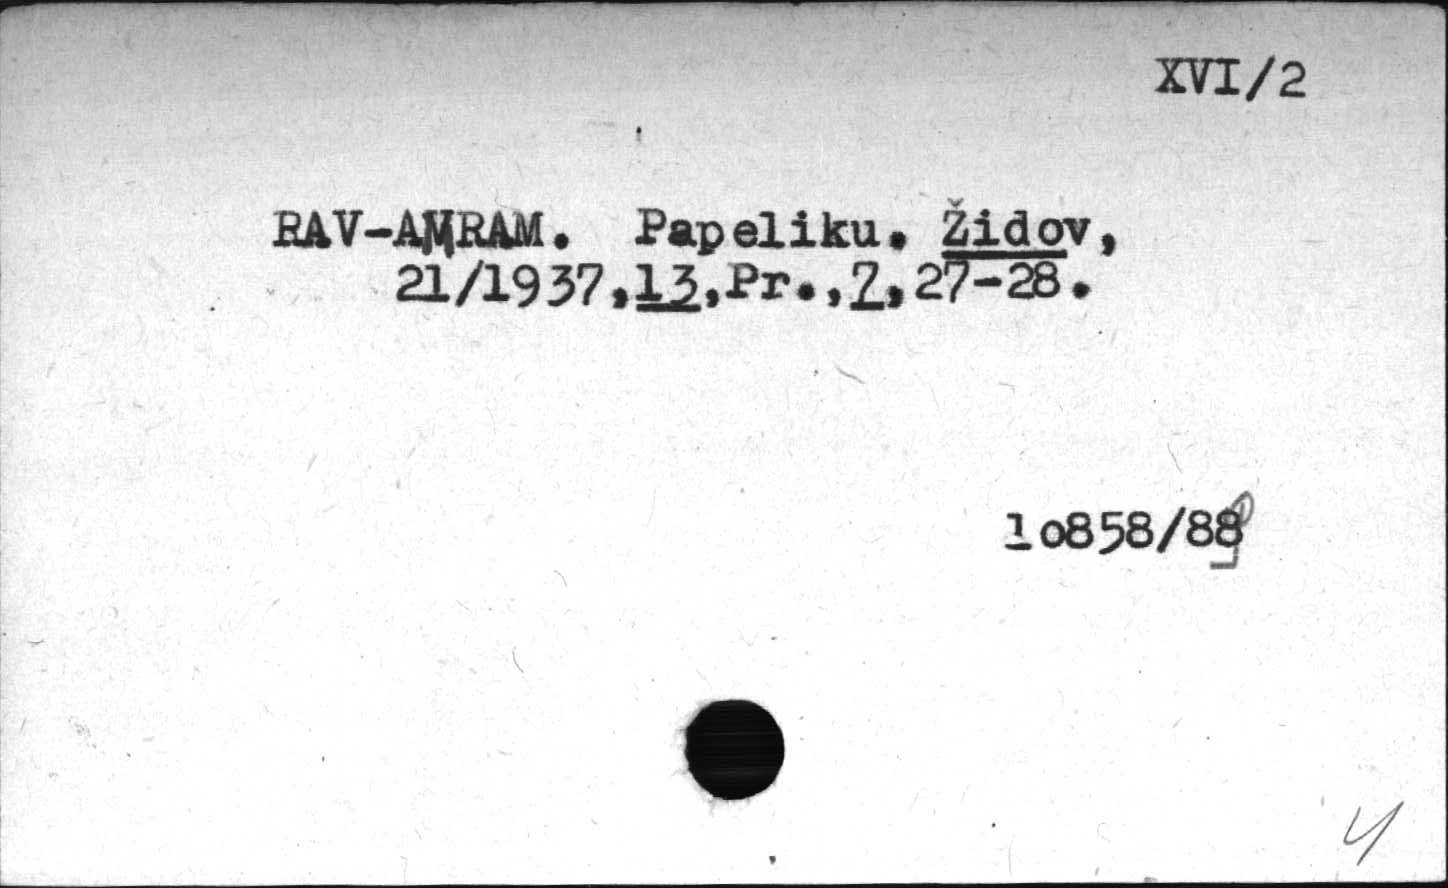 XVI/2
RAV-AMRAM. Papeliku. Židov,
21/1937,13,Pr.,7,27-28.
10858/88